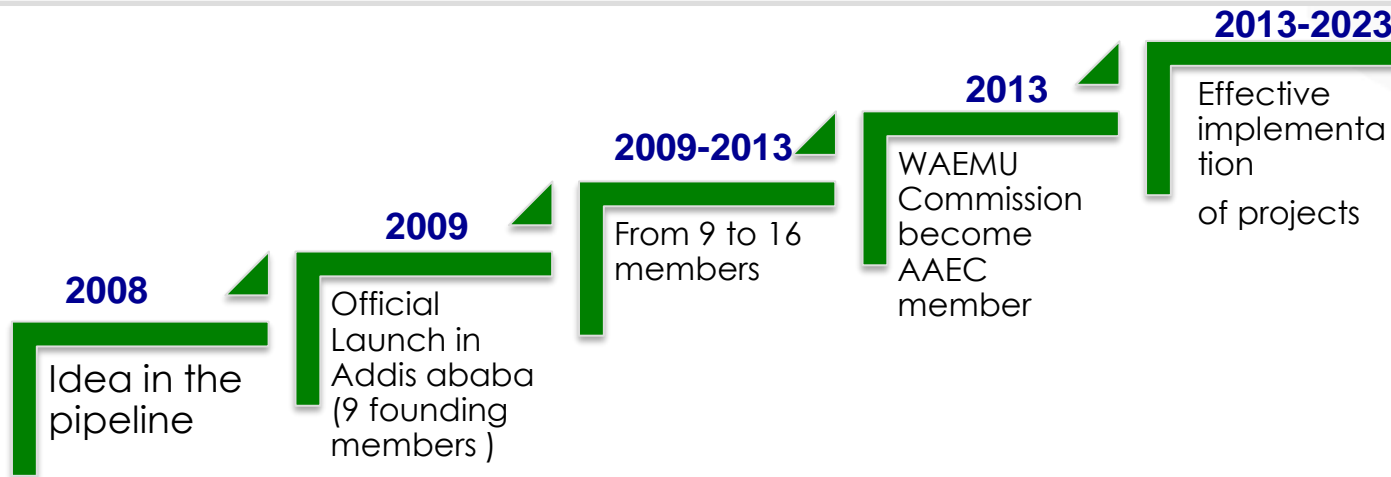 2008
Idea in the
pipeline
2009
Official
Launch in
Addis ababa
(9 founding
members )
2009-2013
From 9 to 16
members
2013
WAEMU
Commission
become
AAEC
member
2013-2023
Effective
implementa
tion
of projects